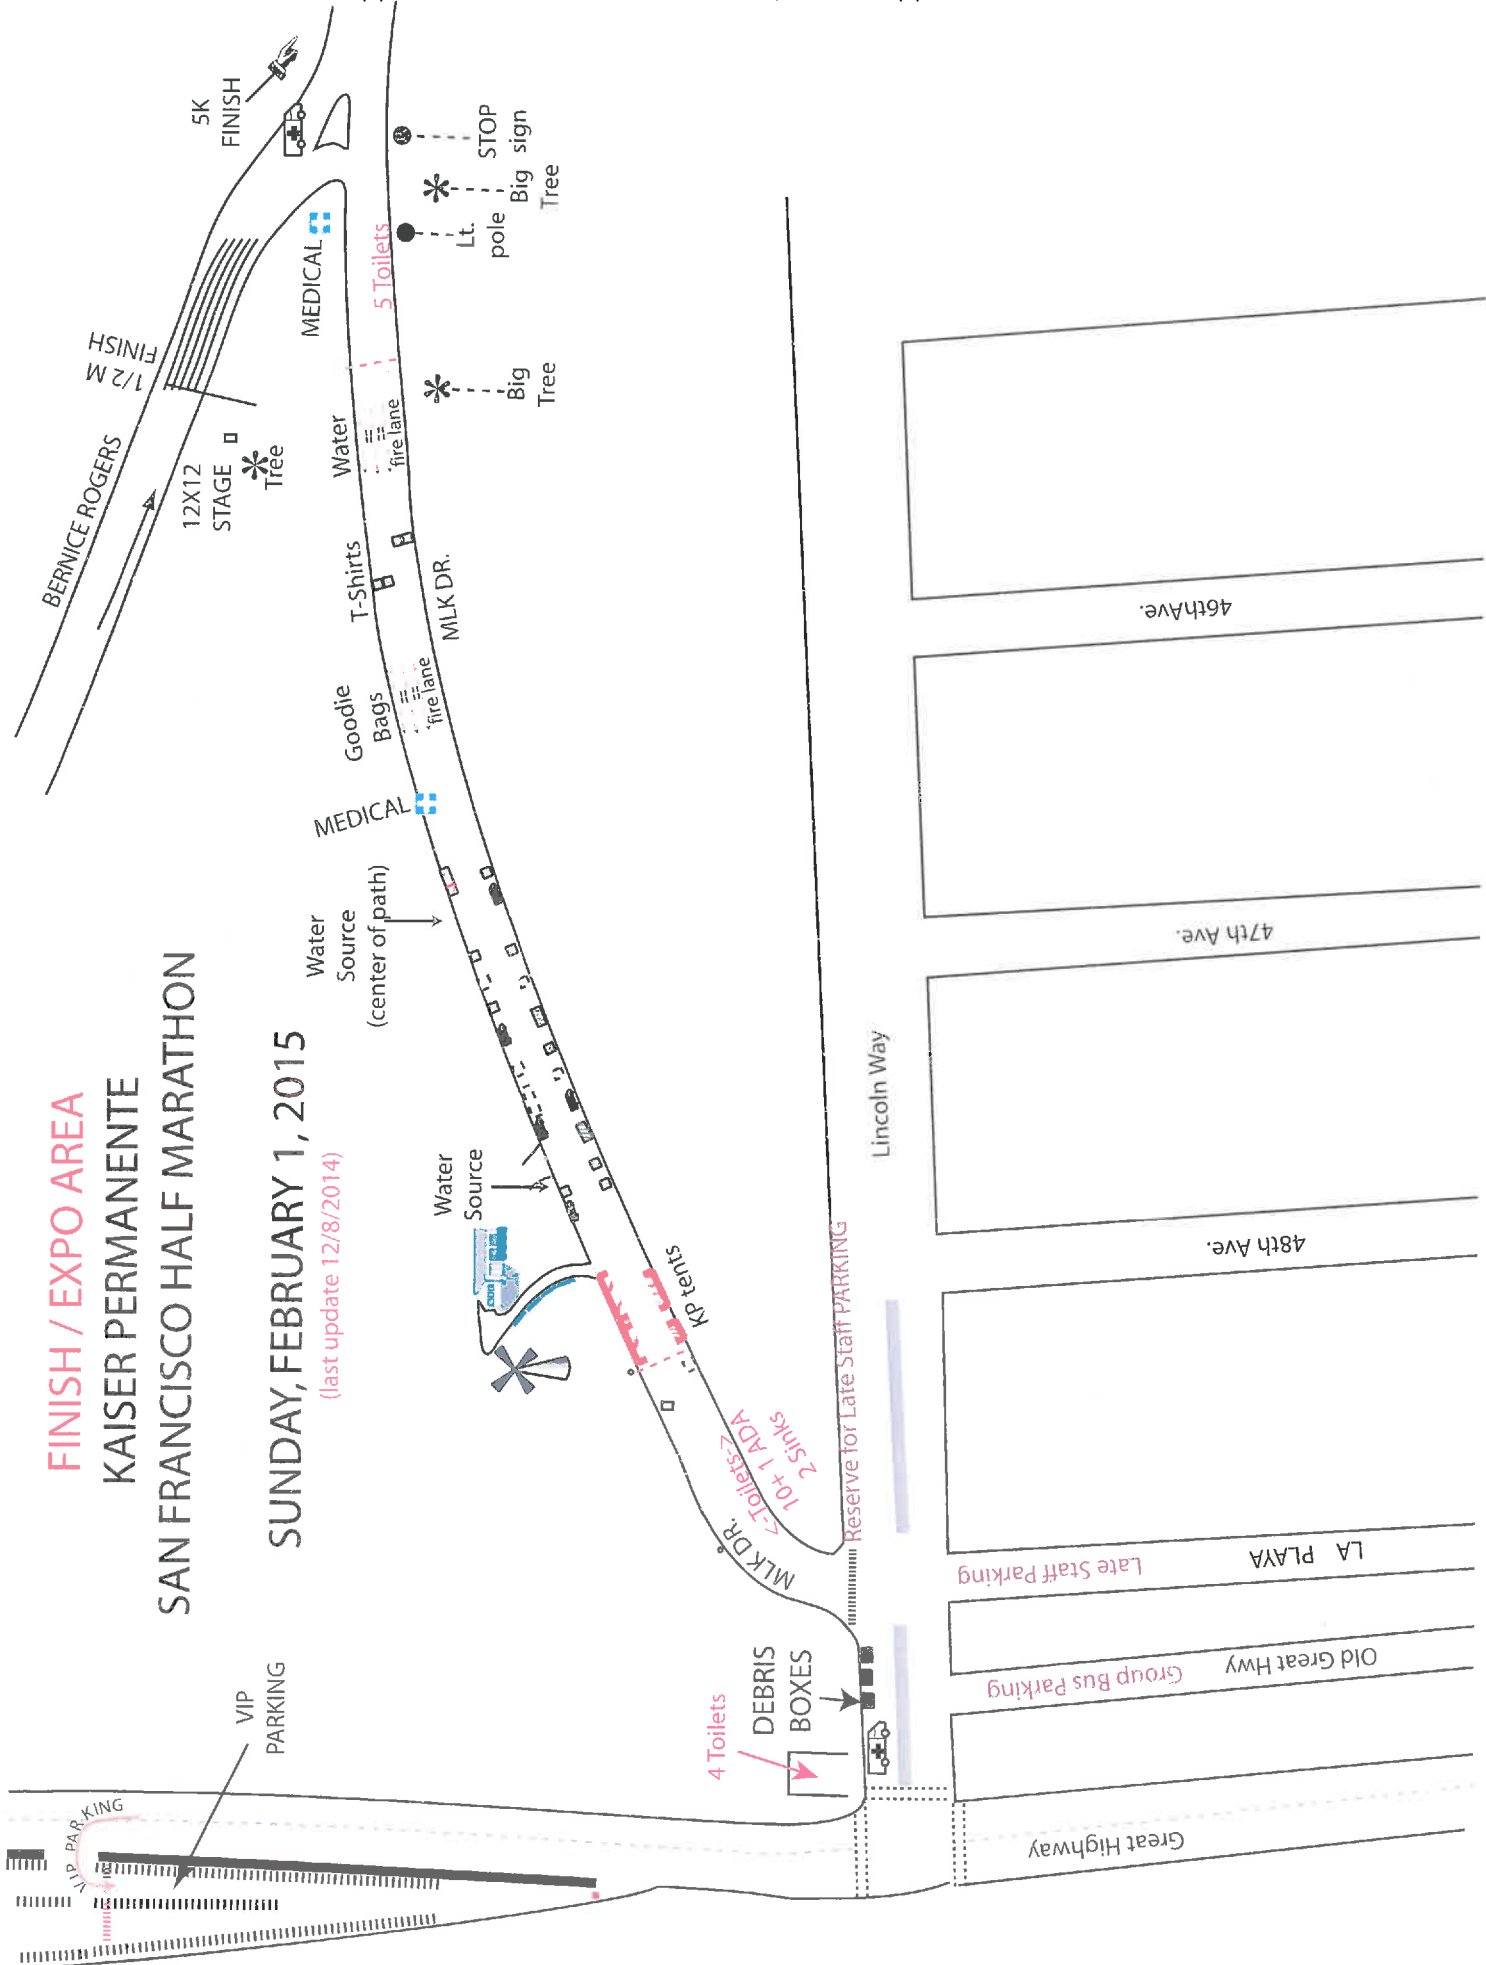 FINISH / EXPO AREA
KAISER PERMANENTE
SAN FRANCISCO HALF MARATHON
SUNDAY, FEBRUARY 1, 2015
(last update 12/8/2014)
BERNICE ROGERS
1/2 M
FINISH
5K
FINISH
12X12
STAGE
Tree
MEDICAL
5 Toilets
STOP
sign
Big
Tree
Lt.
pole
Big
Tree
Water
fire lane
T-Shirts
MLK DR.
Goodie
Bags
fire lane
MEDICAL
Water
Source
(center of path)
Water
Source
KP tents
<-Toilets->
10+ 1 ADA
2 Sinks
MLK DR.
Reserve for Late Staff PARKING
Lincoln Way
46thAve.
47th Ave.
48th Ave.
LA PLAYA
Late Staff Parking
Old Great Hwy
Group Bus Parking
Great Highway
DEBRIS
BOXES
4 Toilets
VIP
PARKING
VIP PARKING